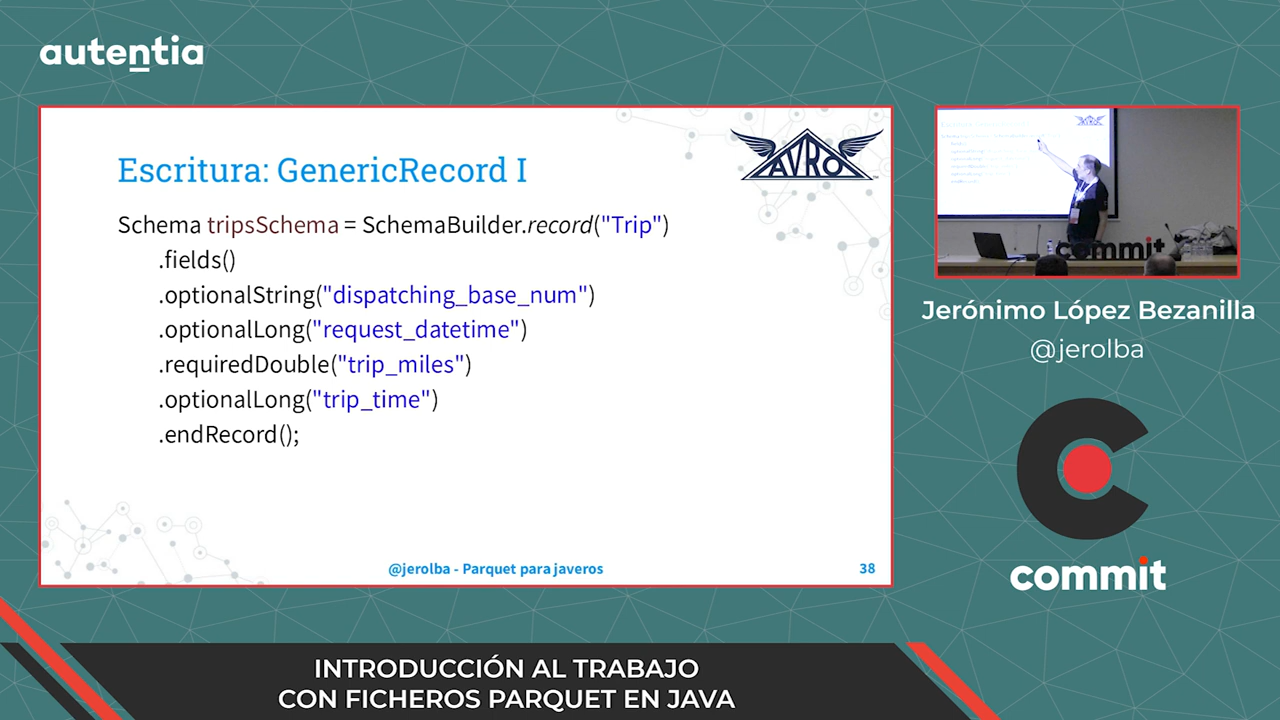 autentia
Escritura: GenericRecord I
AVRO
Schema tripsSchema = SchemaBuilder.record("Trip")
.fields()
.optionalString("dispatching_base_num")
.optionalLong("request_datetime")
.requiredDouble("trip_miles")
.optionalLong("trip_time")
.endRecord();
@jerolba - Parquet para javeros
38
commit
Jerónimo López Bezanilla
@jerolba
commit
INTRODUCCIÓN AL TRABAJO
CON FICHEROS PARQUET EN JAVA